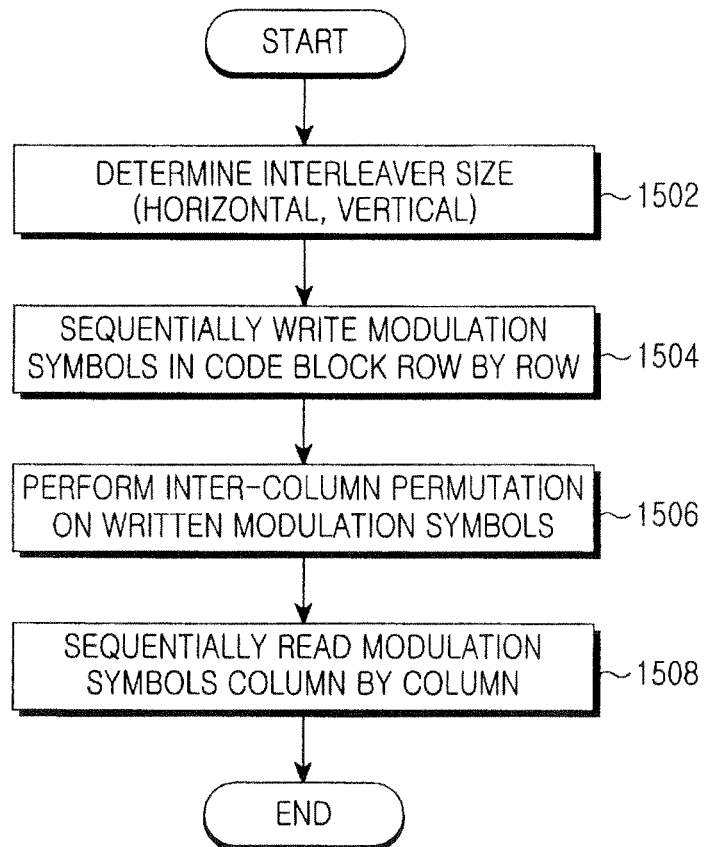 START
DETERMINE INTERLEAVER SIZE
(HORIZONTAL, VERTICAL)
1502
SEQUENTIALLY WRITE MODULATION
SYMBOLS IN CODE BLOCK ROW BY ROW
1504
PERFORM INTER-COLUMN PERMUTATION
ON WRITTEN MODULATION SYMBOLS
1506
SEQUENTIALLY READ MODULATION
SYMBOLS COLUMN BY COLUMN
1508
END